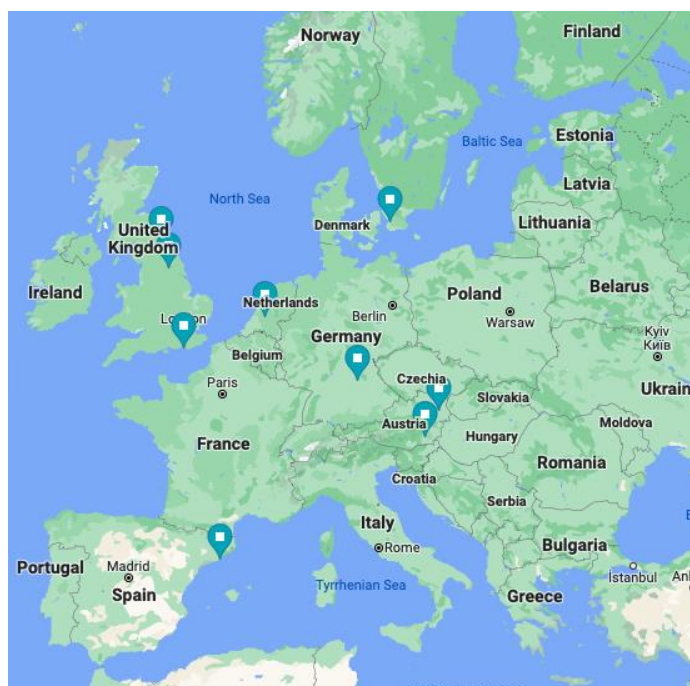 Norway
Finland
Baltic Sea
Estonia
North Sea
Latvia
Denmark
Lithuania
United
Kingdom
Ireland
Belarus
Netherlands
Poland
London
Berlin
Warsaw
Germany
Kyiv
Київ
Belgium
Paris
Czechia
Slovakia
Ukrain
Austria
Moldova
Hungary
France
Romania
Croatia
Serbia
Italy
Bulgaria
Rome
Portugal
Madrid
İstanbul
Ank
Tyrrhenian Sea
Spain
Greece